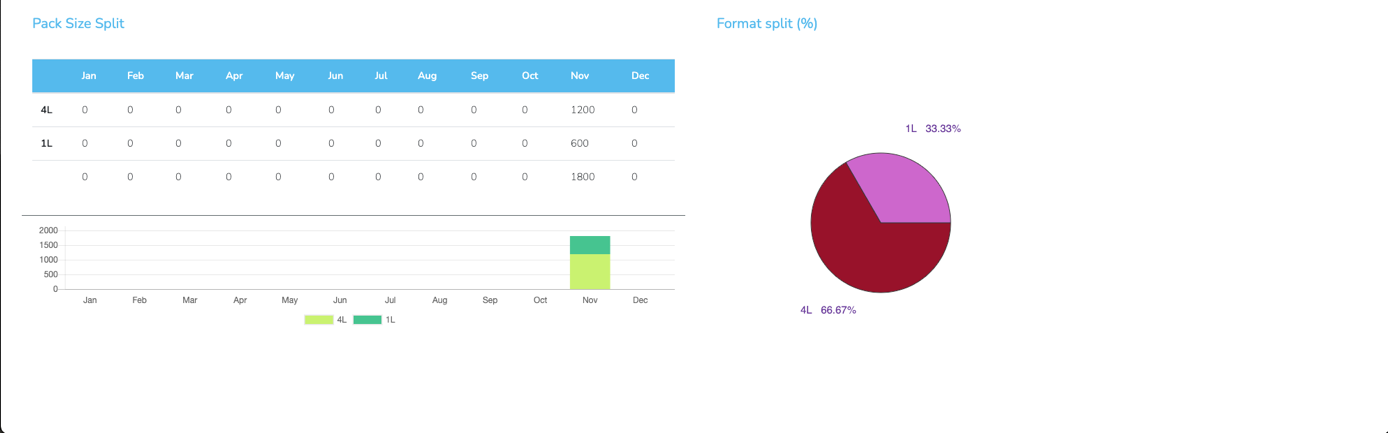 Pack Size Split
Jan Feb Mar Apr May Jun Jul Aug Sep Oct Nov Dec
4L 0 0 0 0 0 0 0 0 0 0 1200 0
1L 0 0 0 0 0 0 0 0 0 0 600 0
0 0 0 0 0 0 0 0 0 0 1800 0
2000
1500
1000
500
0
Jan Feb Mar Apr May Jun Jul Aug Sep Oct Nov Dec
4L 1L
Format split (%)
1L 33.33%
4L 66.67%